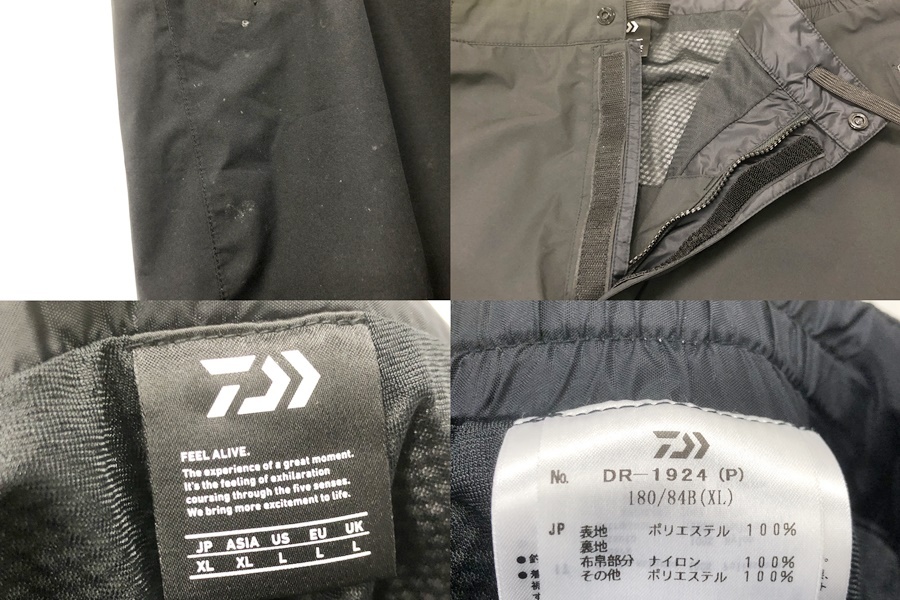 FEEL ALIVE.
The experience of a great moment.
It's the feeling of exhilaration
coursing through the five senses.
We bring more excitement to life.
JP ASIA US EU UK
XL XL L L L
No. DR-1924 (P)
180/84B(XL)
JP 表地 ポリエステル 100%
裏地
布帛部分 ナイロン 100%
その他 ポリエステル 100%